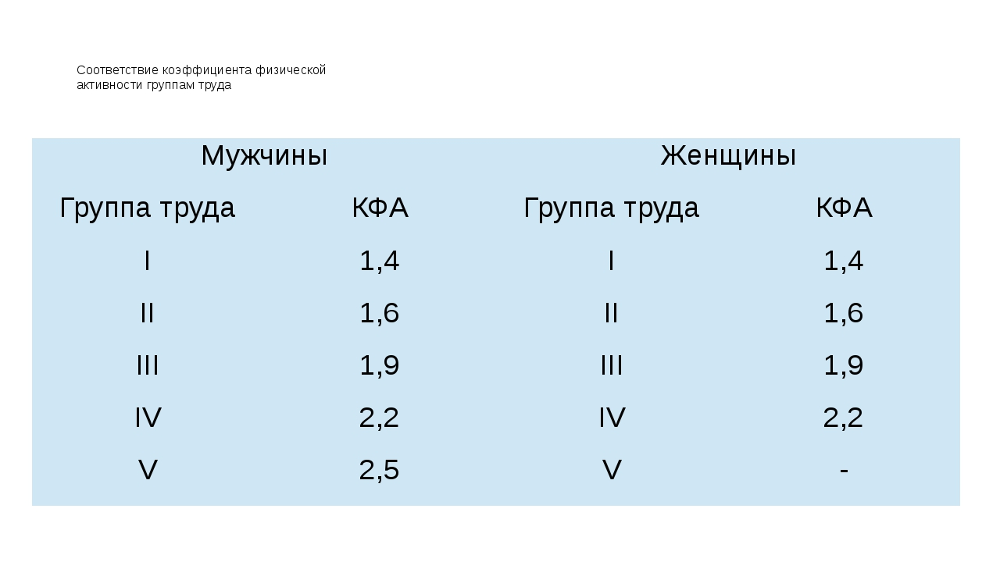 Соответствие коэффициента физической
активности группам труда
Мужчины Женщины
Группа труда КФА Группа труда КФА
I 1,4 I 1,4
II 1,6 II 1,6
III 1,9 III 1,9
IV 2,2 IV 2,2
V 2,5 V -